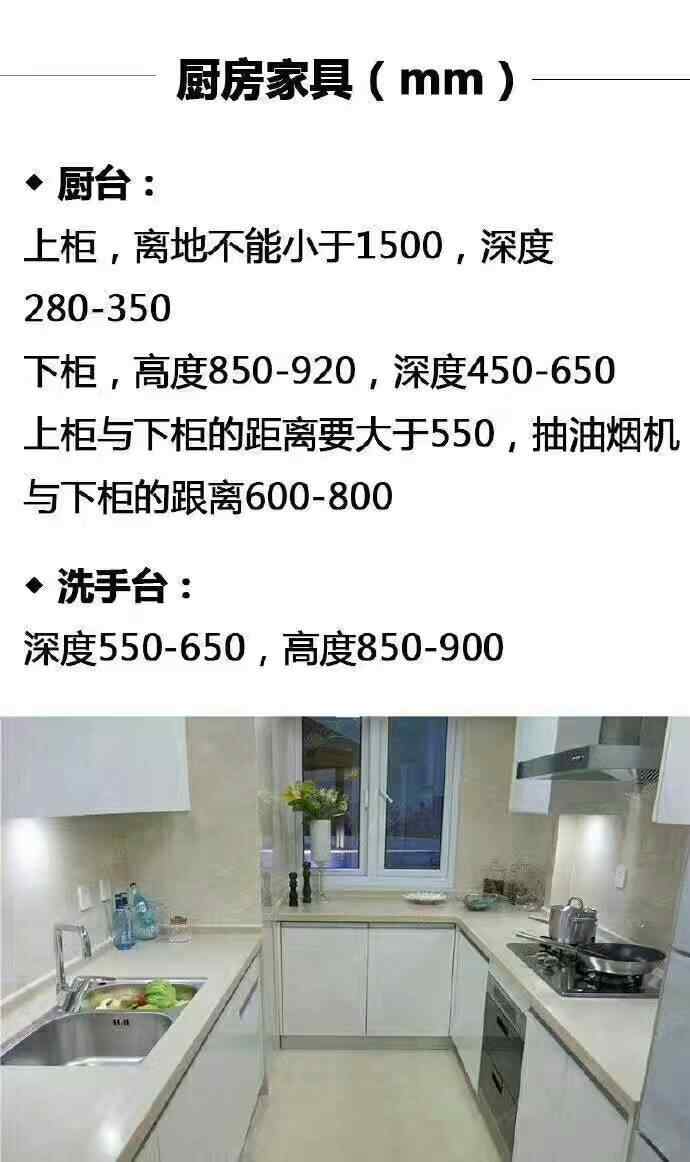 厨房家具（mm）
◆ 厨台：
上柜，离地不能小于1500，深度
280-350
下柜，高度850-920，深度450-650
上柜与下柜的距离要大于550，抽油烟机
与下柜的跟离600-800
◆ 洗手台：
深度550-650，高度850-900